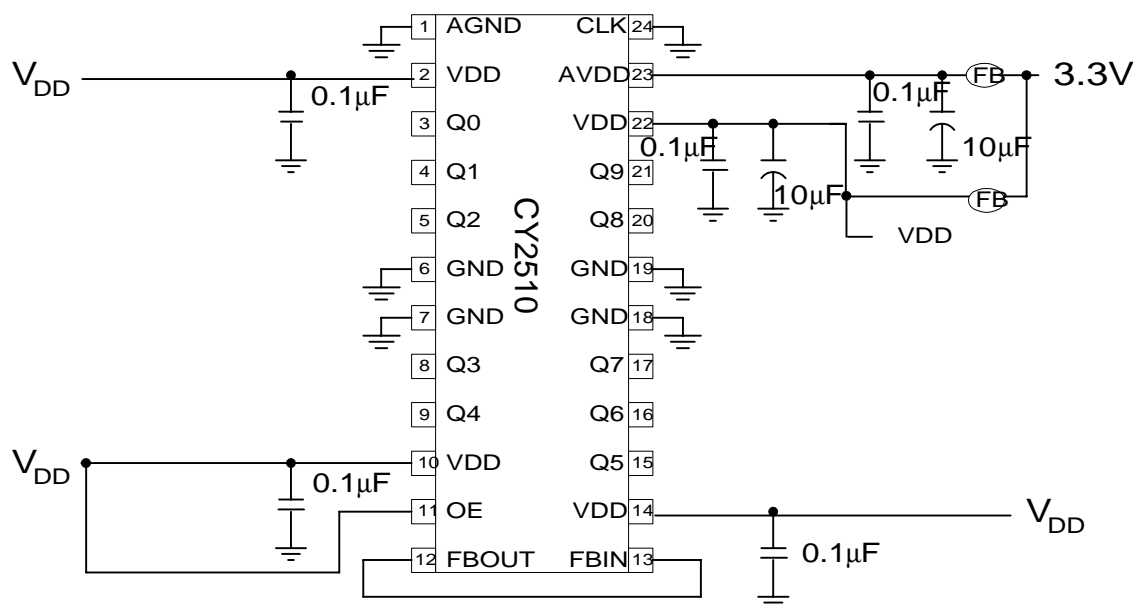 1 AGND CLK 24
V_DD 2 VDD AVDD 23 FB 3.3V
0.1µF 0.1µF
3 Q0 VDD 22 10µF
0.1µF
4 Q1 Q9 21 10µF FB
5 Q2 Q8 20 VDD
CY2510
6 GND GND 19
7 GND GND 18
8 Q3 Q7 17
9 Q4 Q6 16
V_DD 10 VDD Q5 15
0.1µF
11 OE VDD 14 V_DD
12 FBOUT FBIN 13 0.1µF